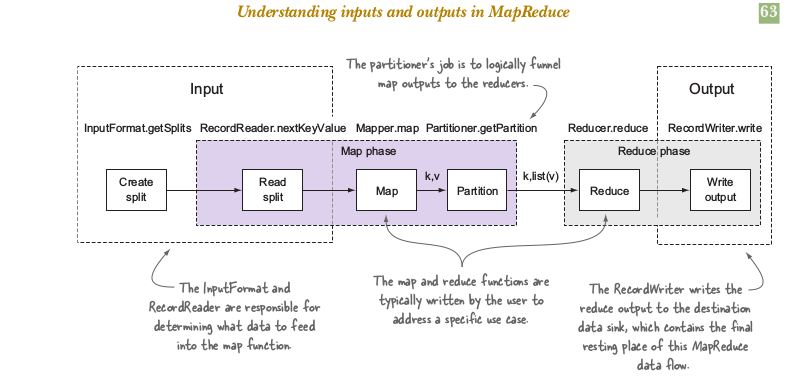 Understanding inputs and outputs in MapReduce
63
The partitioner's job is to logically funnel
map outputs to the reducers.
Input
Output
InputFormat.getSplits
RecordReader.nextKeyValue
Mapper.map
Partitioner.getPartition
Reducer.reduce
RecordWriter.write
Map phase
Reduce phase
Create
split
Read
split
Map
k,v
Partition
k,list(v)
Reduce
Write
output
The InputFormat and
RecordReader are responsible for
determining what data to feed
into the map function.
The map and reduce functions are
typically written by the user to
address a specific use case.
The RecordWriter writes the
reduce output to the destination
data sink, which contains the final
resting place of this MapReduce
data flow.